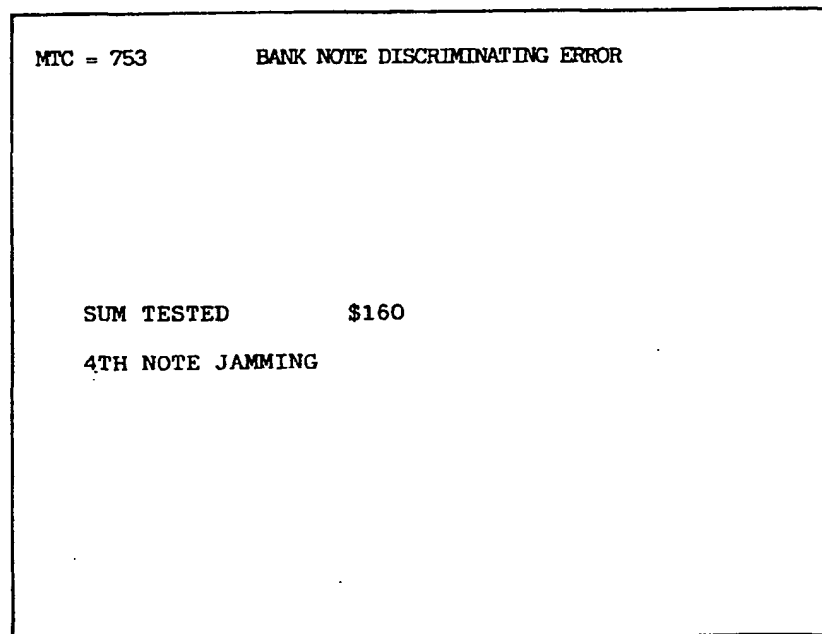 MTC = 753 BANK NOTE DISCRIMINATING ERROR
SUM TESTED $160
4TH NOTE JAMMING